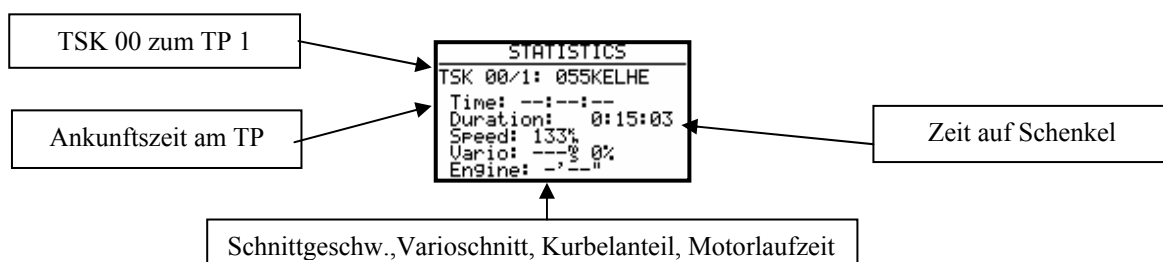 TSK 00 zum TP 1
STATISTICS
TSK 00/1: 055KELHE
Time: --:--:--
Ankunftszeit am TP
Duration: 0:15:03
Zeit auf Schenkel
Speed: 133
Vario: --- 0%
Engine: -'--"
Schnittgeschw.,Varioschnitt, Kurbelanteil, Motorlaufzeit